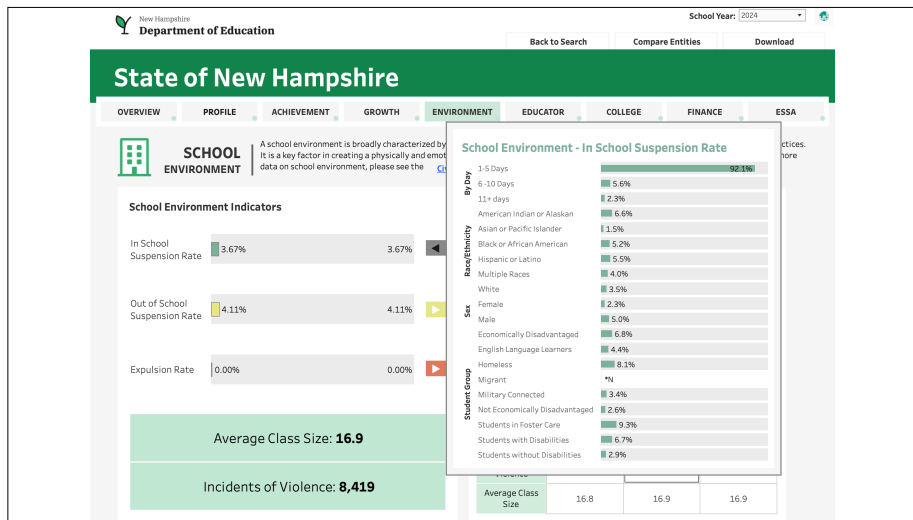 New Hampshire
Department of Education
School Year: 2024
Back to Search
Compare Entities
Download
State of New Hampshire
OVERVIEW
PROFILE
ACHIEVEMENT
GROWTH
ENVIRONMENT
EDUCATOR
COLLEGE
FINANCE
ESSA
SCHOOL
ENVIRONMENT
A school environment is broadly characterized by
ctices.
It is a key factor in creating a physically and emot
more
data on school environment, please see the
School Environment Indicators
In School
Suspension Rate
3.67%
3.67%
Out of School
Suspension Rate
4.11%
4.11%
Expulsion Rate
0.00%
0.00%
Average Class Size: 16.9
Incidents of Violence: 8,419
School Environment - In School Suspension Rate
By Day
1-5 Days 92.1%
6 -10 Days 5.6%
11+ days 2.3%
Race/Ethnicity
American Indian or Alaskan 6.6%
Asian or Pacific Islander 1.5%
Black or African American 5.2%
Hispanic or Latino 5.5%
Multiple Races 4.0%
White 3.5%
Sex
Female 2.3%
Male 5.0%
Student Group
Economically Disadvantaged 6.8%
English Language Learners 4.4%
Homeless 8.1%
Migrant *N
Military Connected 3.4%
Not Economically Disadvantaged 2.6%
Students in Foster Care 9.3%
Students with Disabilities 6.7%
Students without Disabilities 2.9%
Violence
Average Class
Size
16.8
16.9
16.9